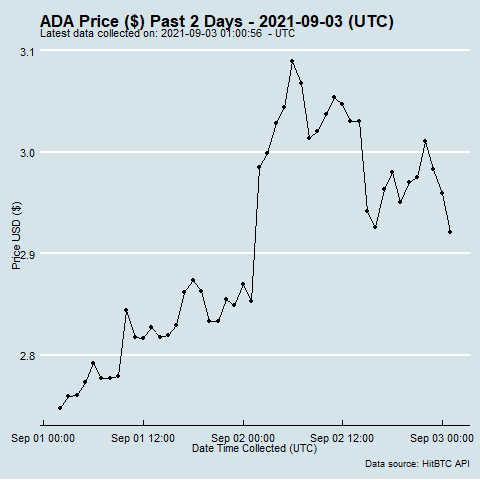 ADA Price ($) Past 2 Days - 2021-09-03 (UTC)
Latest data collected on: 2021-09-03 01:00:56  - UTC
3.1
3.0
2.9
2.8
Price USD ($)
Sep 01 00:00
Sep 01 12:00
Sep 02 00:00
Sep 02 12:00
Sep 03 00:00
Date Time Collected (UTC)
Data source: HitBTC API